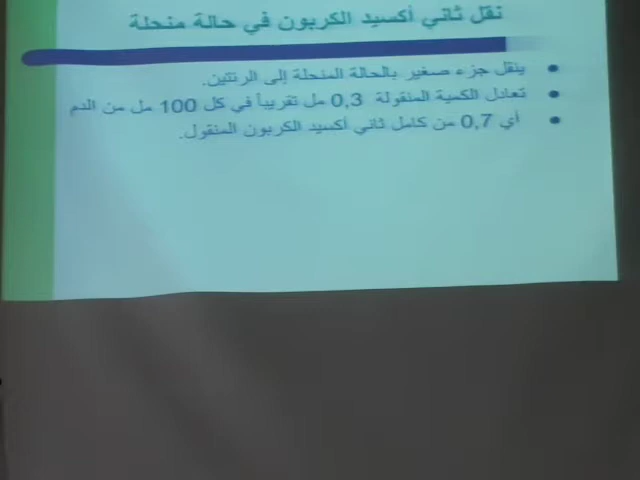 نقل ثاني أكسيد الكربون في حالة منحلة
ينقل جزء صغير بالحالة المنحلة إلى الرئتين.
تعادل الكمية المنقولة 0,3 مل تقريباً في كل 100 مل من الدم
أي 0,7 من كامل ثاني أكسيد الكربون المنقول.